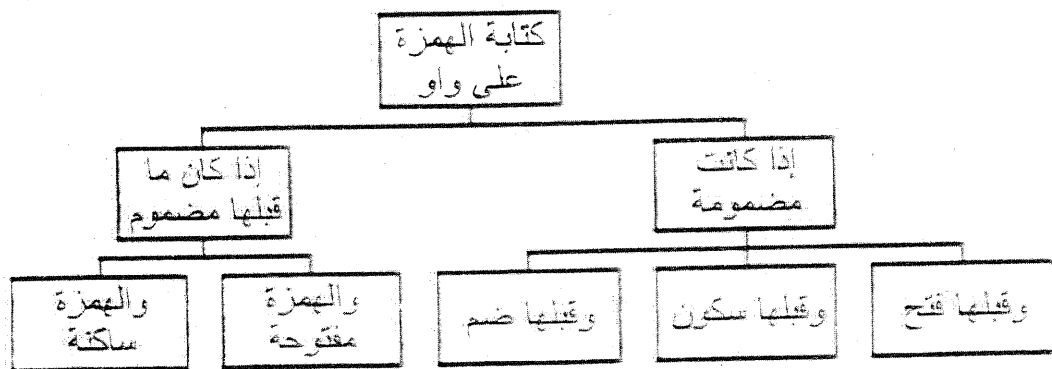 كتابة الهمزة
على واو
إذا كانت
مضمومة
إذا كان ما
قبلها مضموم
وقبلها فتح
وقبلها سكون
وقبلها ضم
والهمزة
مفتوحة
والهمزة
ساكنة